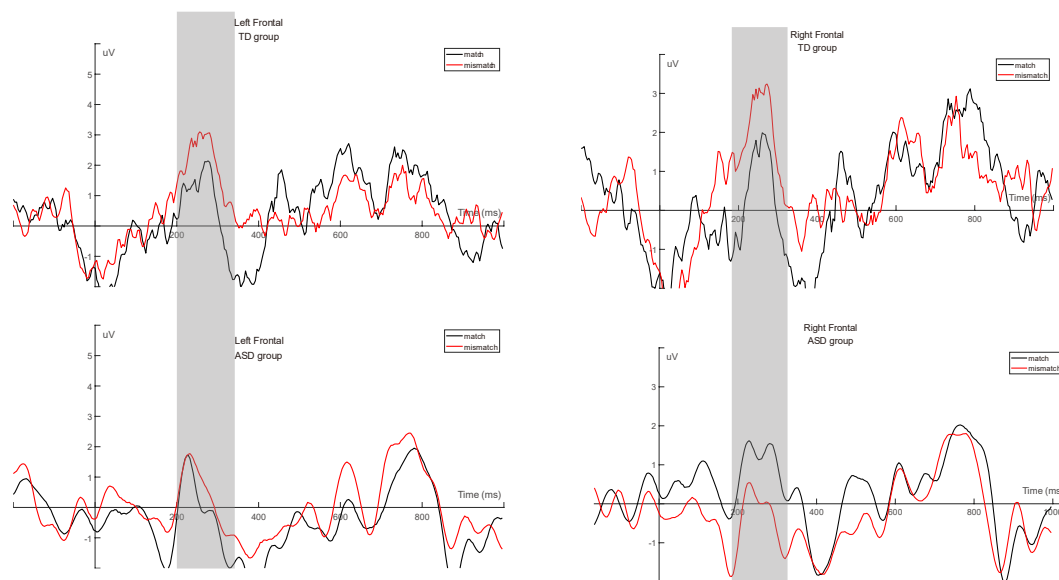 Left Frontal
TD group
uV
match
mismatch
5
4
3
2
1
-1
200
400
600
800
Time (ms)
Right Frontal
TD group
uV
match
mismatch
3
2
1
-1
200
400
600
800
Time (ms)
Left Frontal
ASD group
uV
match
mismatch
5
4
3
2
1
-1
200
400
600
800
Time (ms)
Right Frontal
ASD group
uV
match
mismatch
3
2
1
-1
200
400
600
800
1000
Time (ms)